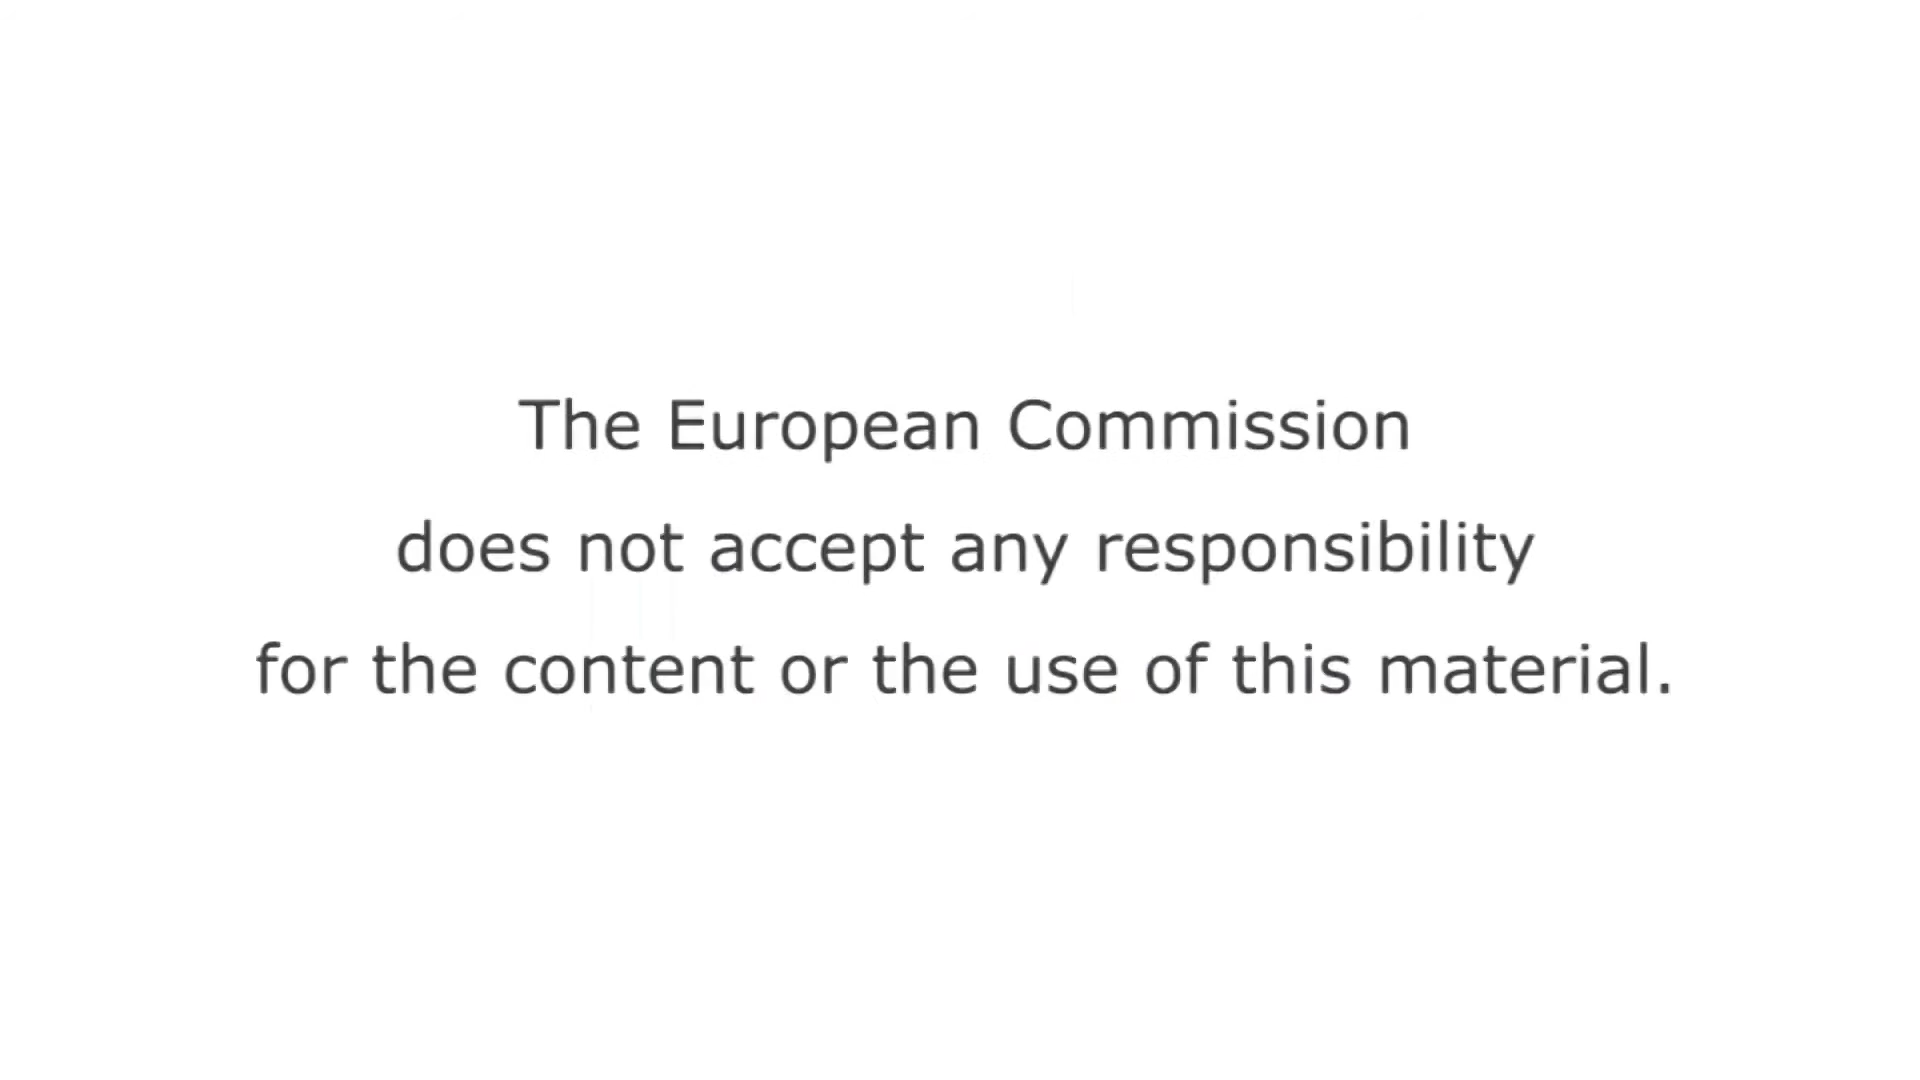 The European Commission
does not accept any responsibility
for the content or the use of this material.